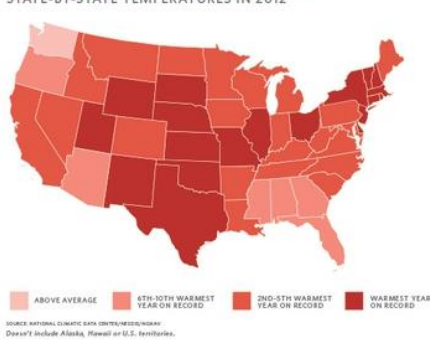 STATE-BY-STATE TEMPERATURES IN 2012
ABOVE AVERAGE
6TH-10TH WARMEST
YEAR ON RECORD
2ND-5TH WARMEST
YEAR ON RECORD
WARMEST YEAR
ON RECORD
SOURCE: NATIONAL CLIMATIC DATA CENTER/NESDIS/NOAA
Doesn't include Alaska, Hawaii or U.S. territories.